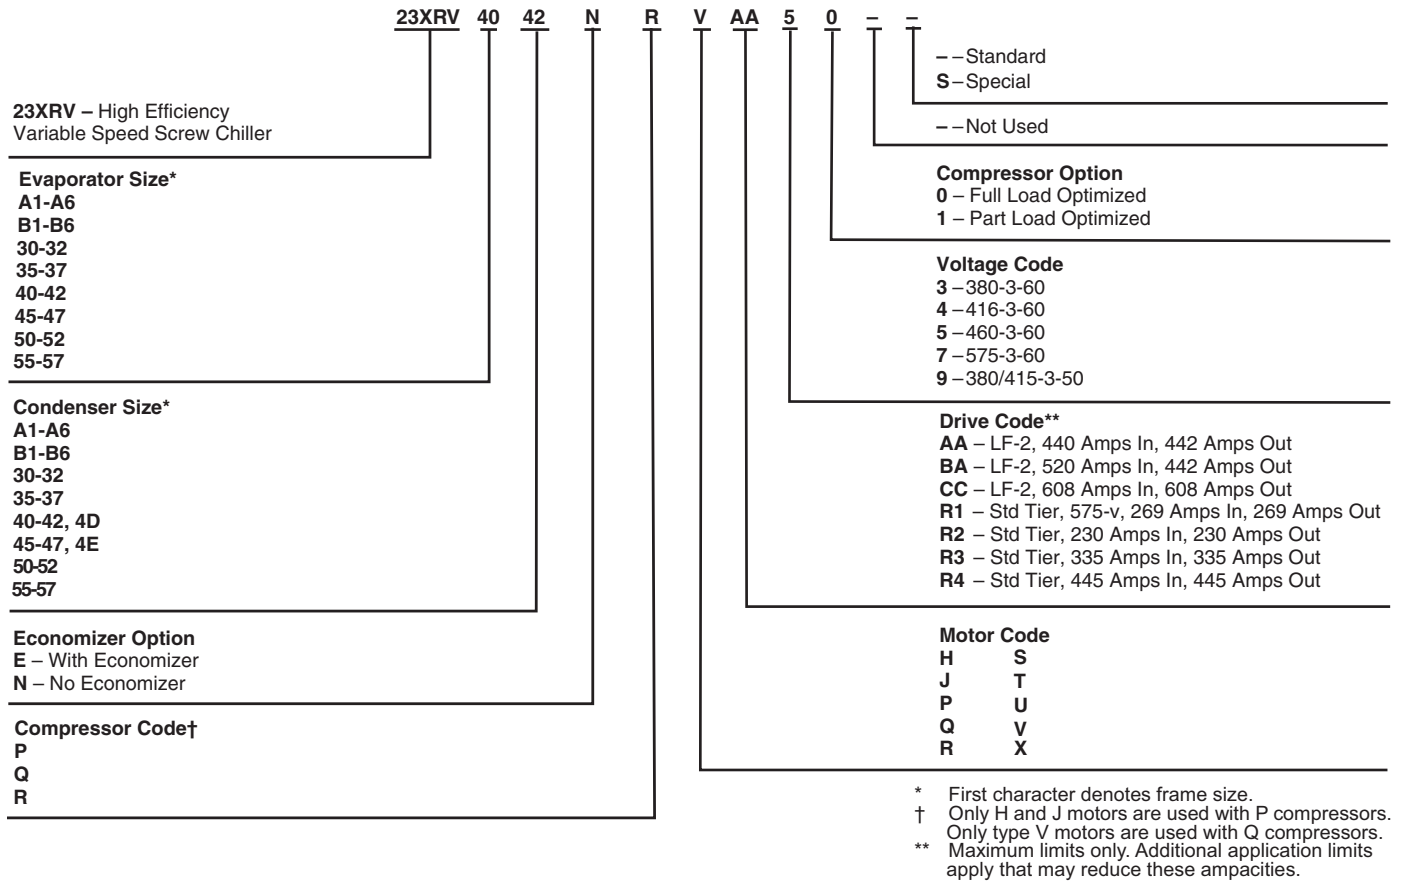 23XRV 40 42 N R V AA 5 0 – –
23XRV – High Efficiency
Variable Speed Screw Chiller
Evaporator Size*
A1-A6
B1-B6
30-32
35-37
40-42
45-47
50-52
55-57
Condenser Size*
A1-A6
B1-B6
30-32
35-37
40-42, 4D
45-47, 4E
50-52
55-57
Economizer Option
E – With Economizer
N – No Economizer
Compressor Code†
P
Q
R
– –Standard
S–Special
– –Not Used
Compressor Option
0 – Full Load Optimized
1 – Part Load Optimized
Voltage Code
3 –380-3-60
4 –416-3-60
5 –460-3-60
7 –575-3-60
9 –380/415-3-50
Drive Code**
AA – LF-2, 440 Amps In, 442 Amps Out
BA – LF-2, 520 Amps In, 442 Amps Out
CC – LF-2, 608 Amps In, 608 Amps Out
R1 – Std Tier, 575-v, 269 Amps In, 269 Amps Out
R2 – Std Tier, 230 Amps In, 230 Amps Out
R3 – Std Tier, 335 Amps In, 335 Amps Out
R4 – Std Tier, 445 Amps In, 445 Amps Out
Motor Code
H S
J T
P U
Q V
R X
* First character denotes frame size.
† Only H and J motors are used with P compressors.
Only type V motors are used with Q compressors.
** Maximum limits only. Additional application limits
apply that may reduce these ampacities.